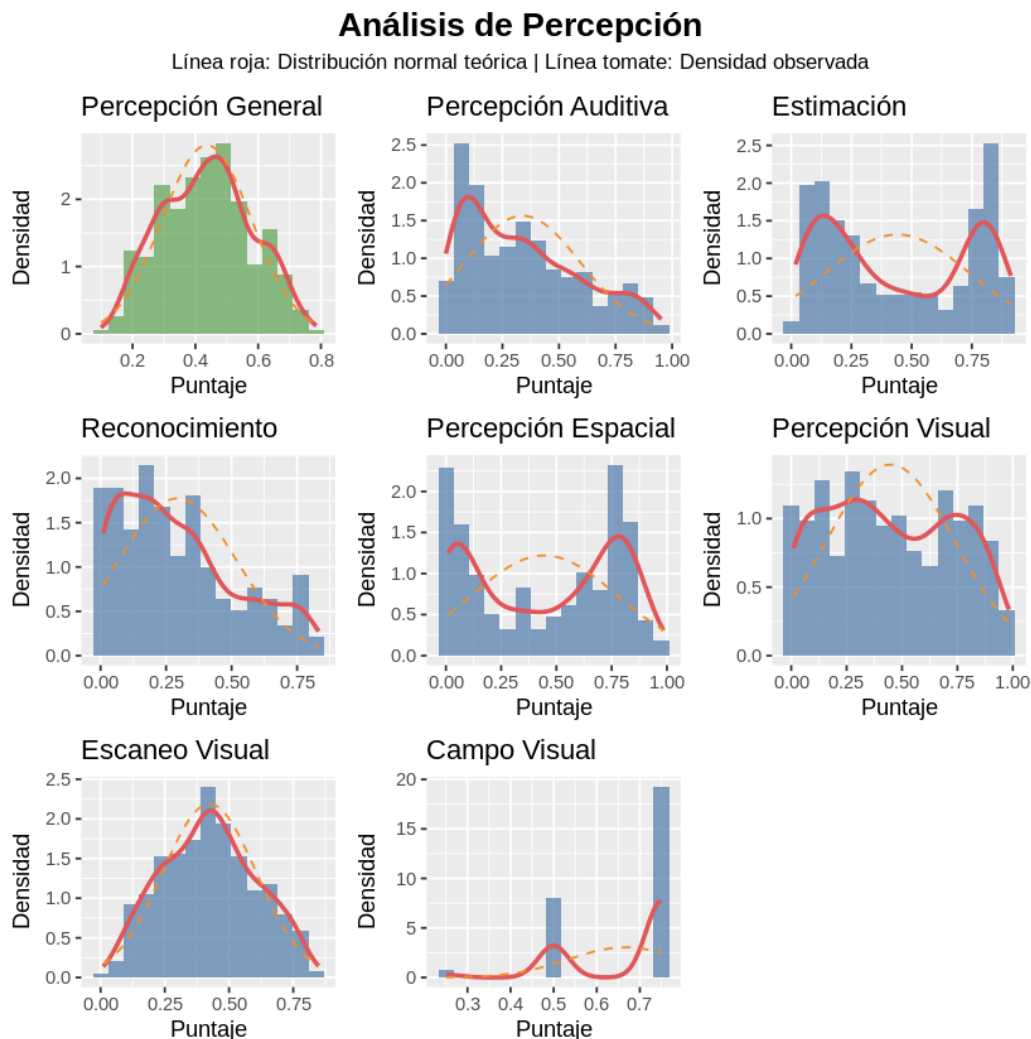 Análisis de Percepción
Línea roja: Distribución normal teórica | Línea tomate: Densidad observada
Percepción General
Densidad
2
1
0
0.2 0.4 0.6 0.8
Puntaje
Percepción Auditiva
Densidad
2.5
2.0
1.5
1.0
0.5
0.0
0.00 0.25 0.50 0.75 1.00
Puntaje
Estimación
Densidad
2.5
2.0
1.5
1.0
0.5
0.0
0.00 0.25 0.50 0.75
Puntaje
Reconocimiento
Densidad
2.0
1.5
1.0
0.5
0.0
0.00 0.25 0.50 0.75
Puntaje
Percepción Espacial
Densidad
2.0
1.5
1.0
0.5
0.0
0.00 0.25 0.50 0.75 1.00
Puntaje
Percepción Visual
Densidad
1.0
0.5
0.0
0.00 0.25 0.50 0.75 1.00
Puntaje
Escaneo Visual
Densidad
2.5
2.0
1.5
1.0
0.5
0.0
0.00 0.25 0.50 0.75
Puntaje
Campo Visual
Densidad
20
15
10
5
0
0.3 0.4 0.5 0.6 0.7
Puntaje